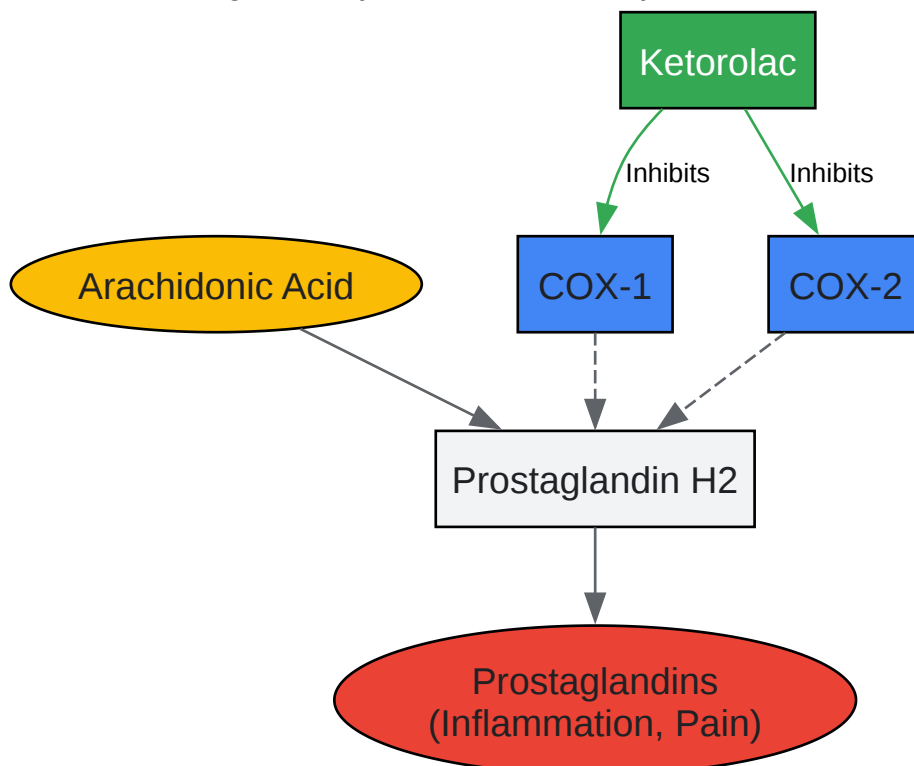 Ketorolac
Inhibits
Inhibits
Arachidonic Acid
COX-1
COX-2
Prostaglandin H2
Prostaglandins
(Inflammation, Pain)